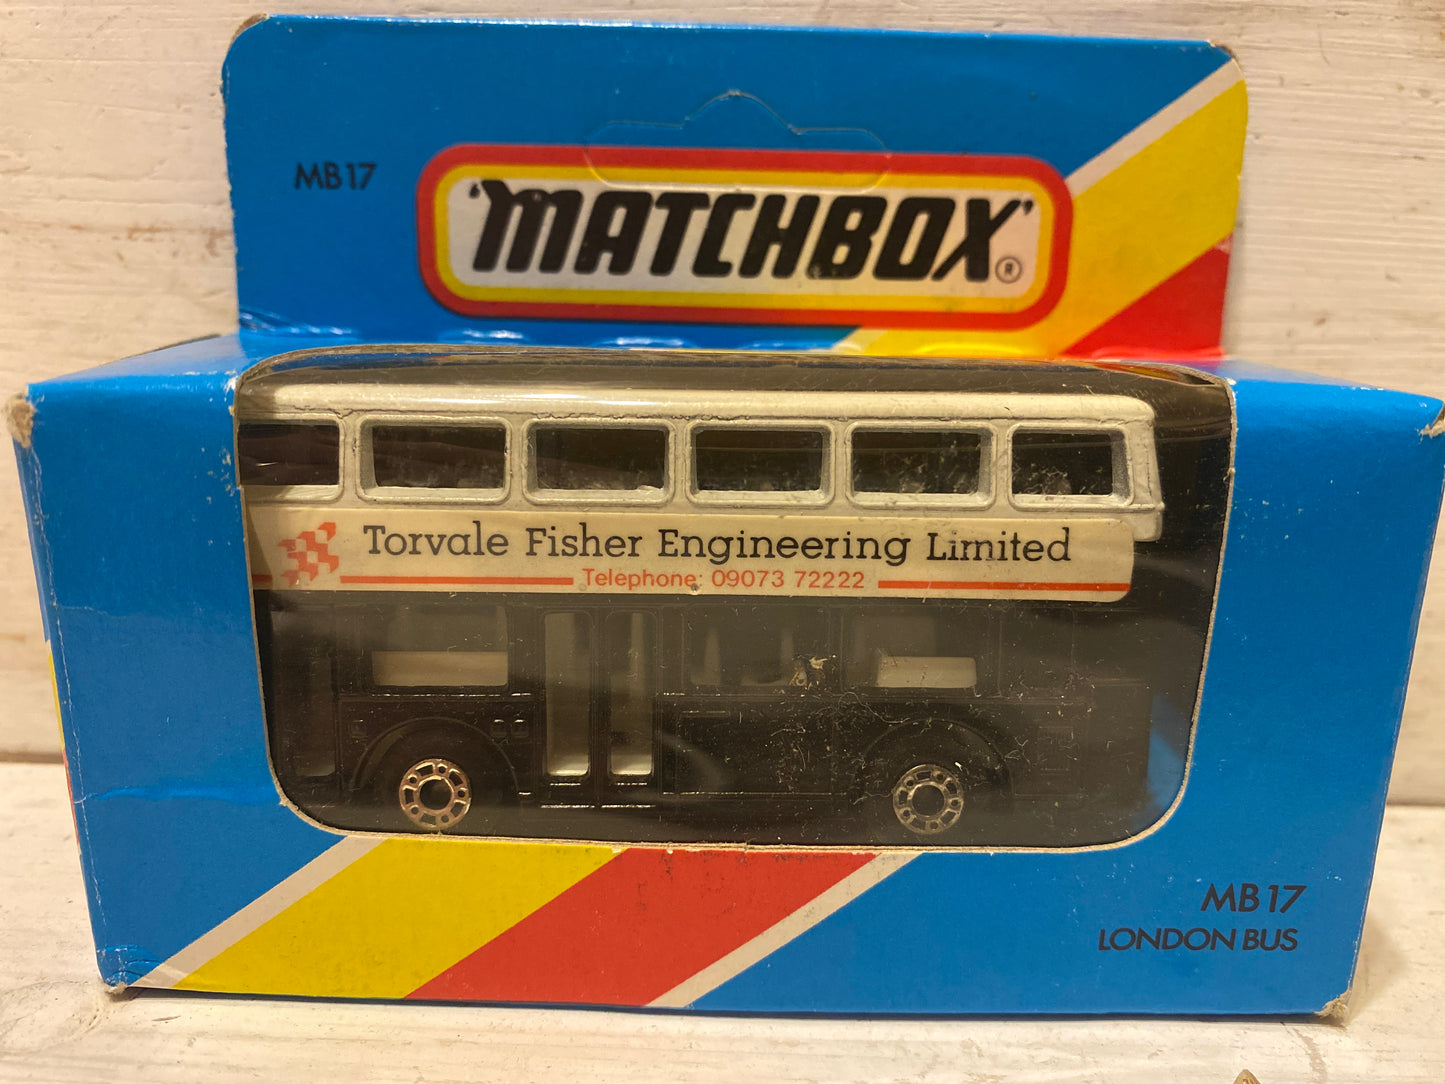 MB17
'MATCHBOX'®
Torvale Fisher Engineering Limited
Telephone: 09073 72222
MB17
LONDON BUS